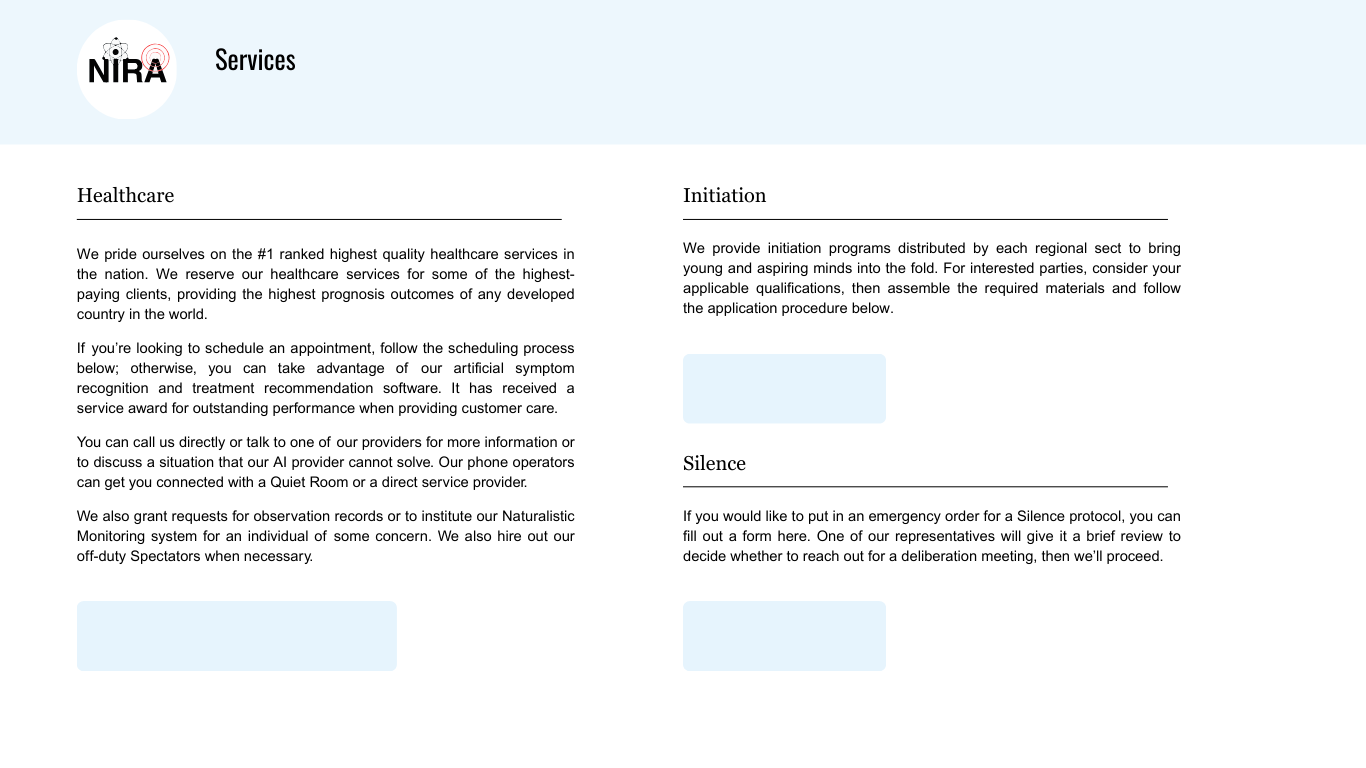 NIRA
Services
Healthcare
We pride ourselves on the #1 ranked highest quality healthcare services in
the nation. We reserve our healthcare services for some of the highest-
paying clients, providing the highest prognosis outcomes of any developed
country in the world.
If you’re looking to schedule an appointment, follow the scheduling process
below; otherwise, you can take advantage of our artificial symptom
recognition and treatment recommendation software. It has received a
service award for outstanding performance when providing customer care.
You can call us directly or talk to one of our providers for more information or
to discuss a situation that our AI provider cannot solve. Our phone operators
can get you connected with a Quiet Room or a direct service provider.
We also grant requests for observation records or to institute our Naturalistic
Monitoring system for an individual of some concern. We also hire out our
off-duty Spectators when necessary.
Initiation
We provide initiation programs distributed by each regional sect to bring
young and aspiring minds into the fold. For interested parties, consider your
applicable qualifications, then assemble the required materials and follow
the application procedure below.
Silence
If you would like to put in an emergency order for a Silence protocol, you can
fill out a form here. One of our representatives will give it a brief review to
decide whether to reach out for a deliberation meeting, then we’ll proceed.